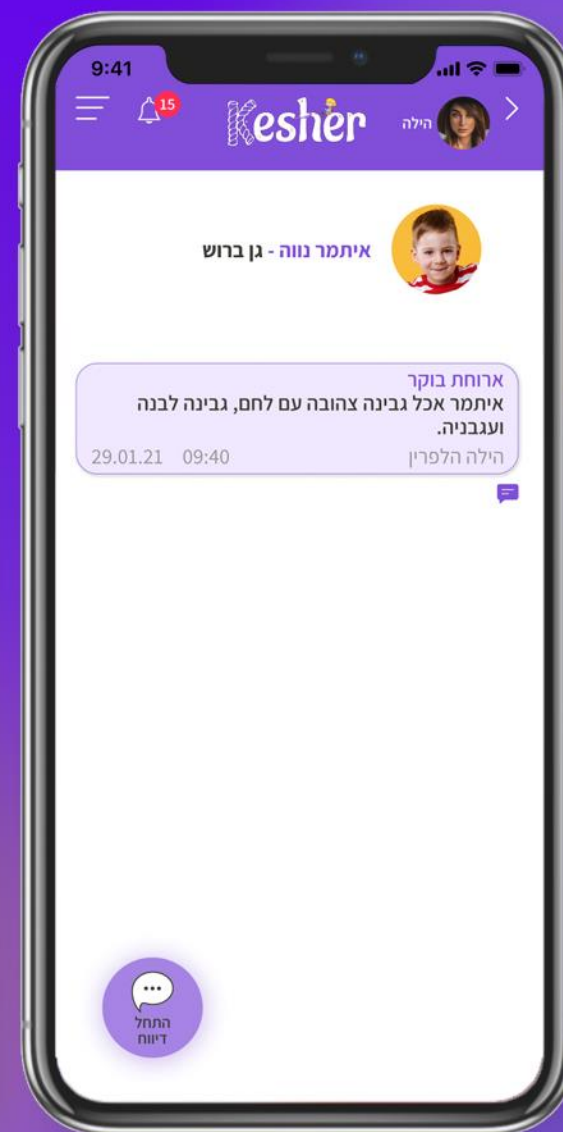 9:41
15
Kesher
הילה
איתמר נווה - גן ברוש
ארוחת בוקר
איתמר אכל גבינה צהובה עם לחם, גבינה לבנה
ועגבניה.
הילה הלפרין 09:40 29.01.21
התחל
דיווח